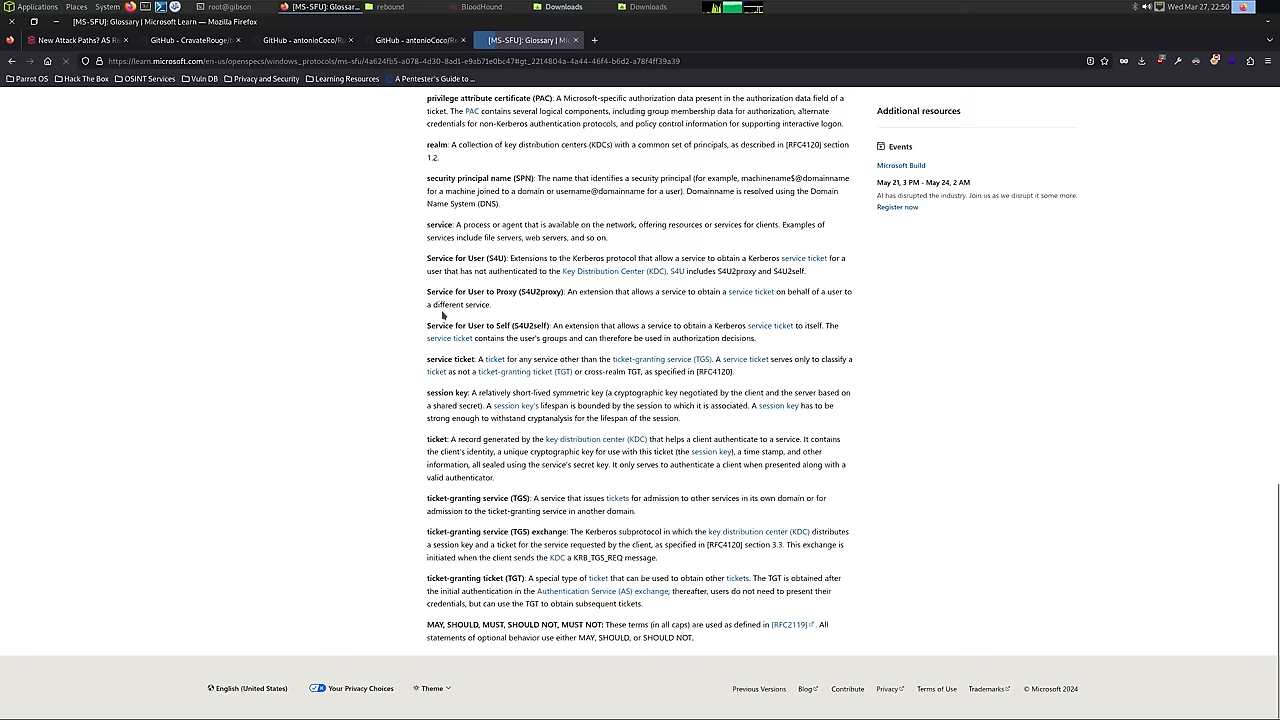 Applications Places System [MS-SFU]: Glossar... rebound BloodHound Downloads Downloads Wed Mar 27, 22:50
root@gibson
[MS-SFU]: Glossary | Microsoft Learn — Mozilla Firefox
New Attack Paths? AS Re GitHub - CravateRouge/b GitHub - antonioCoco/Ru GitHub - antonioCoco/Re [MS-SFU]: Glossary | Mic
https://learn.microsoft.com/en-us/openspecs/windows_protocols/ms-sfu/4a624fb5-a078-4d30-8ad1-e9ab71e0bc47#gt_2214804a-4a44-46f4-b6d2-a78f4ff39a39
Parrot OS Hack The Box OSINT Services Vuln DB Privacy and Security Learning Resources A Pentester's Guide to ...
privilege attribute certificate (PAC): A Microsoft-specific authorization data present in the authorization data field of a
ticket. The PAC contains several logical components, including group membership data for authorization, alternate
credentials for non-Kerberos authentication protocols, and policy control information for supporting interactive logon.
realm: A collection of key distribution centers (KDCs) with a common set of principals, as described in [RFC4120] section
1.2.
security principal name (SPN): The name that identifies a security principal (for example, machinename$@domainname
for a machine joined to a domain or username@domainname for a user). Domainname is resolved using the Domain
Name System (DNS).
service: A process or agent that is available on the network, offering resources or services for clients. Examples of
services include file servers, web servers, and so on.
Service for User (S4U): Extensions to the Kerberos protocol that allow a service to obtain a Kerberos service ticket for a
user that has not authenticated to the Key Distribution Center (KDC). S4U includes S4U2proxy and S4U2self.
Service for User to Proxy (S4U2proxy): An extension that allows a service to obtain a service ticket on behalf of a user to
a different service.
Service for User to Self (S4U2self): An extension that allows a service to obtain a Kerberos service ticket to itself. The
service ticket contains the user's groups and can therefore be used in authorization decisions.
service ticket: A ticket for any service other than the ticket-granting service (TGS). A service ticket serves only to classify a
ticket as not a ticket-granting ticket (TGT) or cross-realm TGT, as specified in [RFC4120].
session key: A relatively short-lived symmetric key (a cryptographic key negotiated by the client and the server based on
a shared secret). A session key's lifespan is bounded by the session to which it is associated. A session key has to be
strong enough to withstand cryptanalysis for the lifespan of the session.
ticket: A record generated by the key distribution center (KDC) that helps a client authenticate to a service. It contains
the client's identity, a unique cryptographic key for use with this ticket (the session key), a time stamp, and other
information, all sealed using the service's secret key. It only serves to authenticate a client when presented along with a
valid authenticator.
ticket-granting service (TGS): A service that issues tickets for admission to other services in its own domain or for
admission to the ticket-granting service in another domain.
ticket-granting service (TGS) exchange: The Kerberos subprotocol in which the key distribution center (KDC) distributes
a session key and a ticket for the service requested by the client, as specified in [RFC4120] section 3.3. This exchange is
initiated when the client sends the KDC a KRB_TGS_REQ message.
ticket-granting ticket (TGT): A special type of ticket that can be used to obtain other tickets. The TGT is obtained after
the initial authentication in the Authentication Service (AS) exchange; thereafter, users do not need to present their
credentials, but can use the TGT to obtain subsequent tickets.
MAY, SHOULD, MUST, SHOULD NOT, MUST NOT: These terms (in all caps) are used as defined in [RFC2119]. All
statements of optional behavior use either MAY, SHOULD, or SHOULD NOT.
Additional resources
Events
Microsoft Build
May 21, 3 PM - May 24, 2 AM
AI has disrupted the industry. Join us as we disrupt it some more.
Register now
English (United States) Your Privacy Choices Theme Previous Versions Blog Contribute Privacy Terms of Use Trademarks © Microsoft 2024